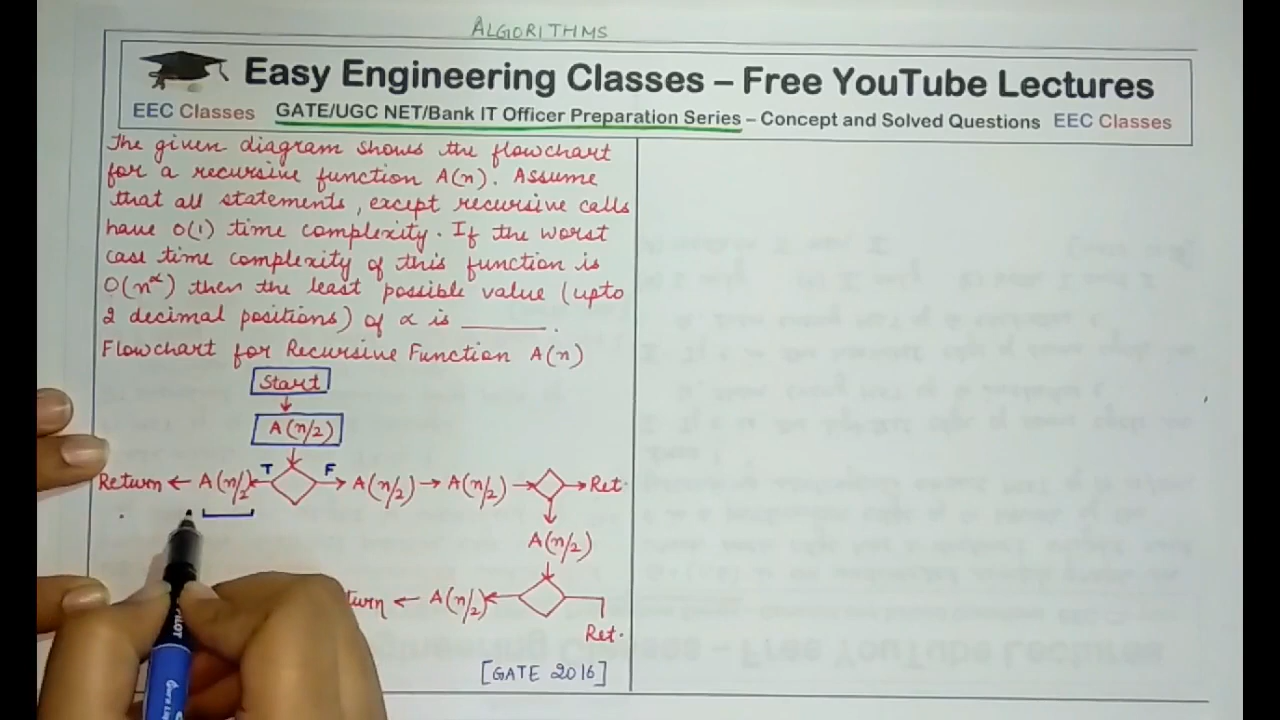 ALGORITHMS
Easy Engineering Classes – Free YouTube Lectures
EEC Classes GATE/UGC NET/Bank IT Officer Preparation Series – Concept and Solved Questions EEC Classes
The given diagram shows the flowchart
for a recursive function A(n). Assume
that all statements, except recursive calls
have O(1) time complexity. If the worst
case time complexity of this function is
O(n^α) then the least possible value (upto
2 decimal positions) of α is ________.
Flowchart for Recursive Function A(n)
Start
A(n/2)
T F
Return ← A(n/2) ← → A(n/2) → A(n/2) → → Ret.
A(n/2)
← A(n/2) ←
Ret.
[GATE 2016]
PILOT